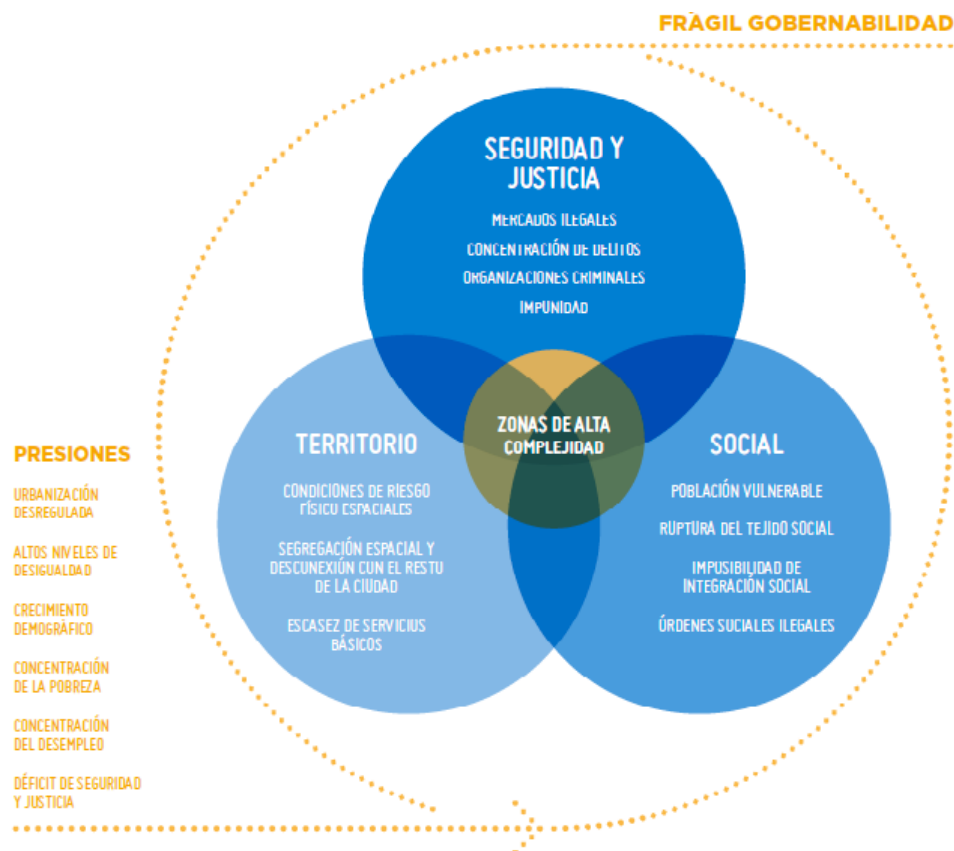 FRÁGIL GOBERNABILIDAD
SEGURIDAD Y
JUSTICIA
MERCADOS ILEGALES
CONCENTRACIÓN DE DELITOS
ORGANIZACIONES CRIMINALES
IMPUNIDAD
ZONAS DE ALTA
COMPLEJIDAD
TERRITORIO
CONDICIONES DE RIESGO
FÍSICO ESPACIALES
SEGREGACIÓN ESPACIAL Y
DESCONEXIÓN CON EL RESTO
DE LA CIUDAD
ESCASEZ DE SERVICIOS
BÁSICOS
SOCIAL
POBLACIÓN VULNERABLE
RUPTURA DEL TEJIDO SOCIAL
IMPOSIBILIDAD DE
INTEGRACIÓN SOCIAL
ÓRDENES SOCIALES ILEGALES
PRESIONES
URBANIZACIÓN
DESREGULADA
ALTOS NIVELES DE
DESIGUALDAD
CRECIMIENTO
DEMOGRÁFICO
CONCENTRACIÓN
DE LA POBREZA
CONCENTRACIÓN
DEL DESEMPLEO
DÉFICIT DE SEGURIDAD
Y JUSTICIA